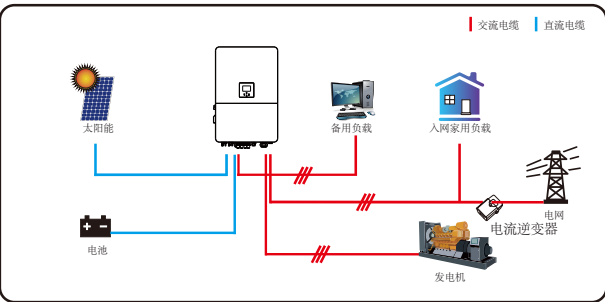 交流电缆 直流电缆
太阳能
备用负载
入网家用负载
电网
电流逆变器
电池
发电机